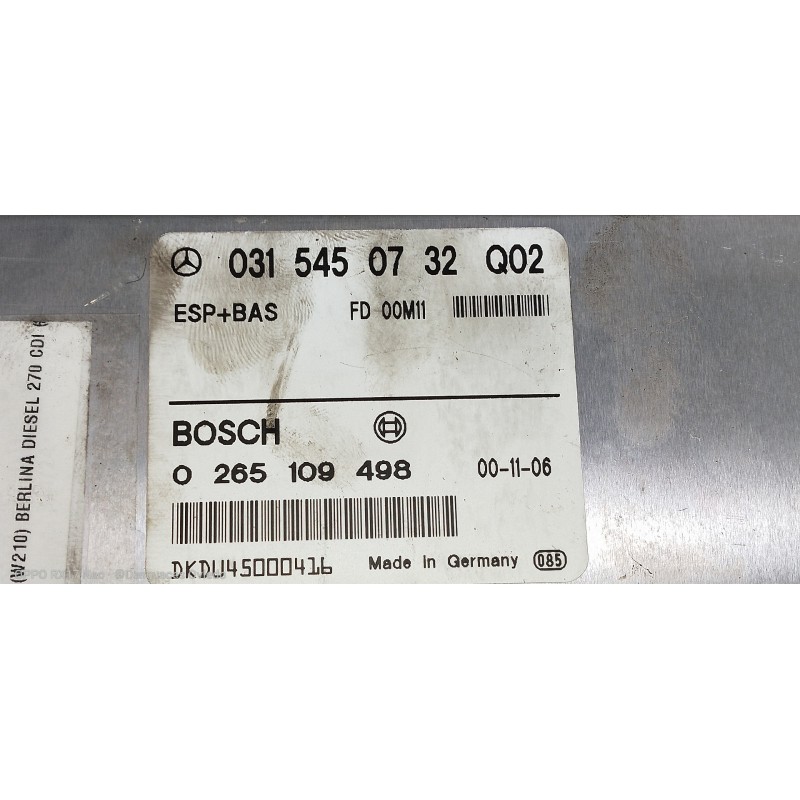 031 545 07 32 Q02
ESP+BAS FD 00M11
BOSCH
0 265 109 498 00-11-06
DKDU45000416 Made in Germany 085
(W210) BERLINA DIESEL 270 CDI